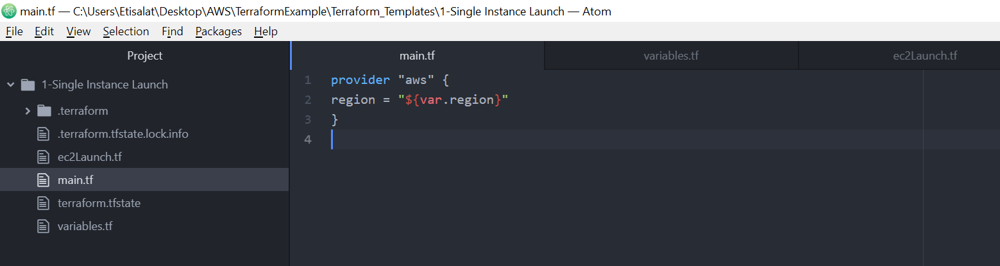 main.tf — C:\Users\Etisalat\Desktop\AWS\TerraformExample\Terraform_Templates\1-Single Instance Launch — Atom
File Edit View Selection Find Packages Help
Project
1-Single Instance Launch
.terraform
.terraform.tfstate.lock.info
ec2Launch.tf
main.tf
terraform.tfstate
variables.tf
main.tf variables.tf ec2Launch.tf
1 provider "aws" {
2 region = "${var.region}"
3 }
4